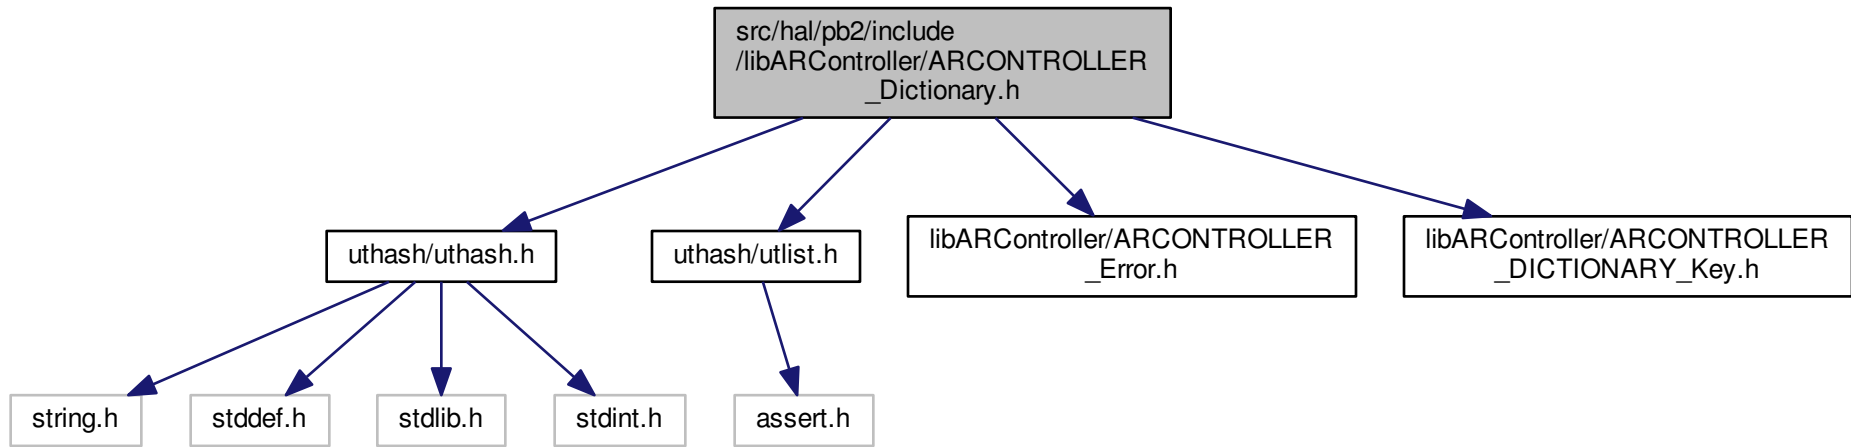 src/hal/pb2/include
/libARController/ARCONTROLLER
_Dictionary.h
uthash/uthash.h
uthash/utlist.h
libARController/ARCONTROLLER
_Error.h
libARController/ARCONTROLLER
_DICTIONARY_Key.h
string.h
stddef.h
stdlib.h
stdint.h
assert.h